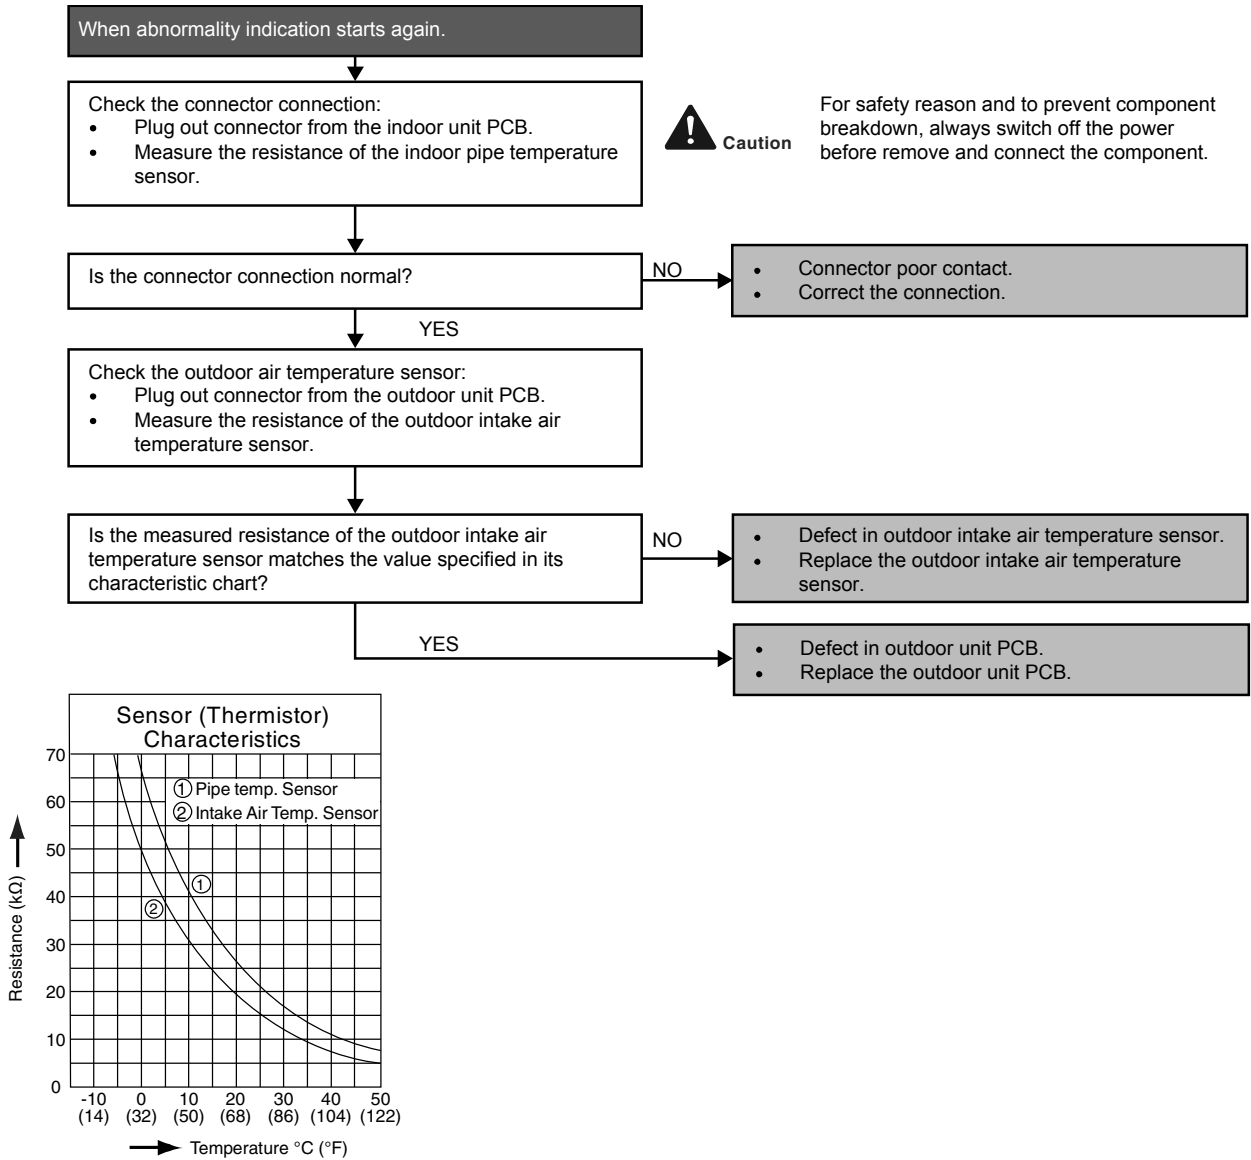 When abnormality indication starts again.
Check the connector connection:
• Plug out connector from the indoor unit PCB.
• Measure the resistance of the indoor pipe temperature
sensor.
Caution
For safety reason and to prevent component
breakdown, always switch off the power
before remove and connect the component.
Is the connector connection normal?
NO
• Connector poor contact.
• Correct the connection.
YES
Check the outdoor air temperature sensor:
• Plug out connector from the outdoor unit PCB.
• Measure the resistance of the outdoor intake air
temperature sensor.
Is the measured resistance of the outdoor intake air
temperature sensor matches the value specified in its
characteristic chart?
NO
• Defect in outdoor intake air temperature sensor.
• Replace the outdoor intake air temperature
sensor.
YES
• Defect in outdoor unit PCB.
• Replace the outdoor unit PCB.
Sensor (Thermistor)
Characteristics
① Pipe temp. Sensor
② Intake Air Temp. Sensor
①
②
70
60
50
40
30
20
10
0
Resistance (kΩ)
-10 0 10 20 30 40 50
(14) (32) (50) (68) (86) (104) (122)
Temperature °C (°F)